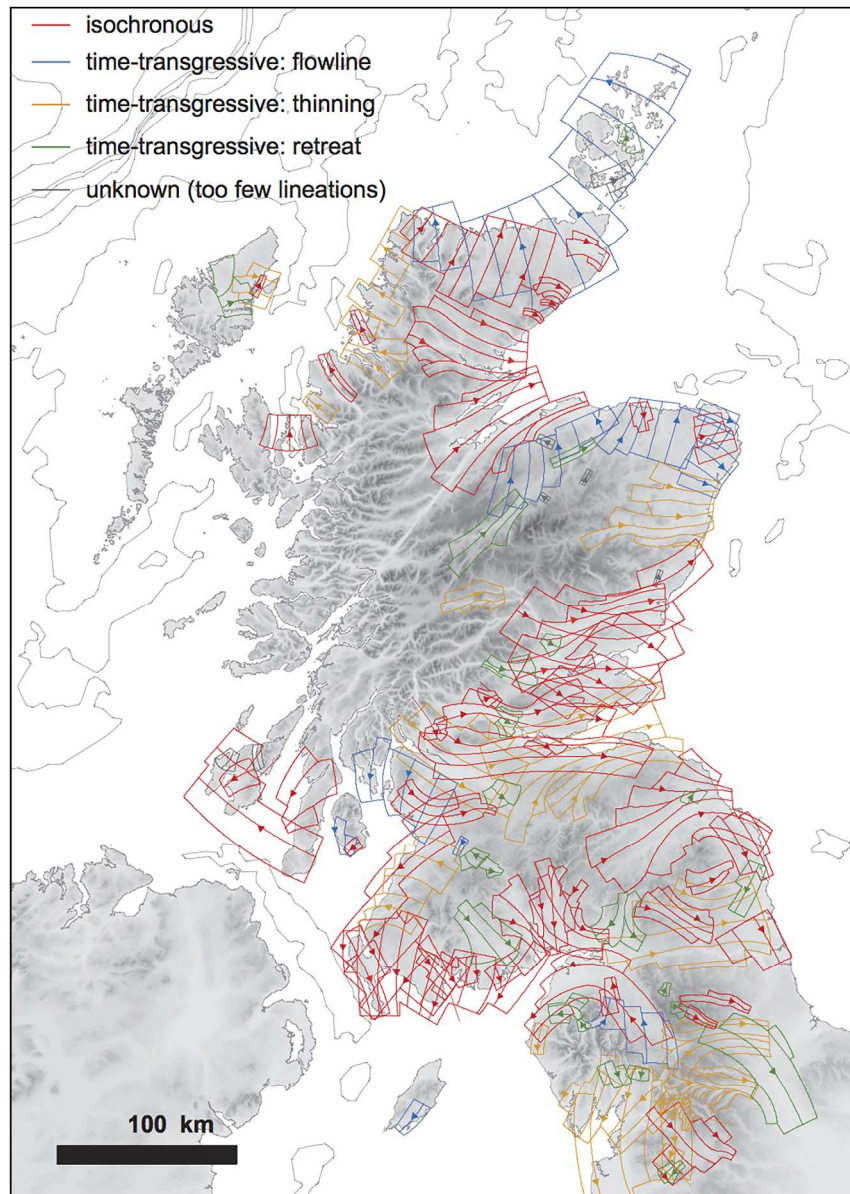 isochronous
time-transgressive: flowline
time-transgressive: thinning
time-transgressive: retreat
unknown (too few lineations)
100 km